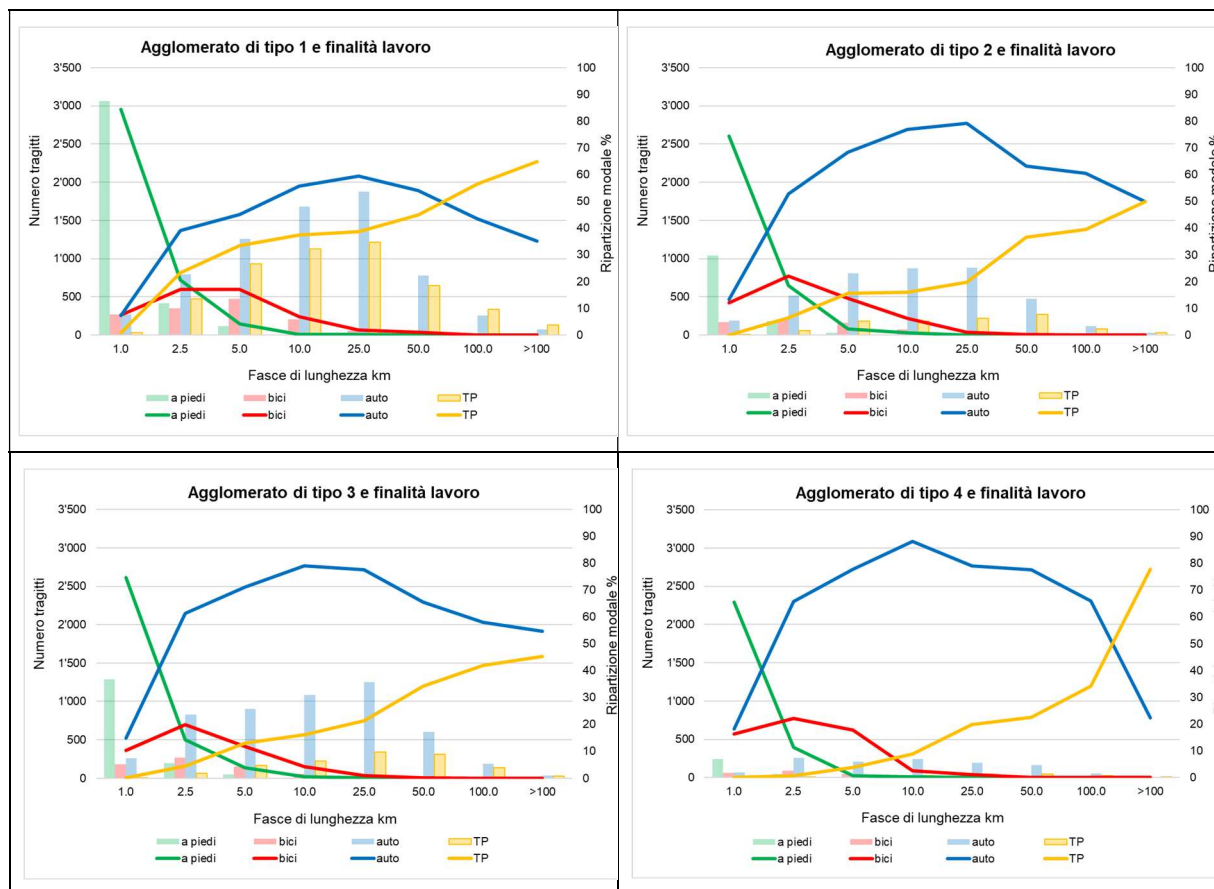 Agglomerato di tipo 1 e finalità lavoro
3'500
3'000
2'500
2'000
1'500
1'000
500
0
100
90
80
70
60
50
40
30
20
10
0
Numero tragitti
Ripartizione modale %
1.0 2.5 5.0 10.0 25.0 50.0 100.0 >100
Fasce di lunghezza km
a piedi bici auto TP
a piedi bici auto TP
Agglomerato di tipo 2 e finalità lavoro
3'500
3'000
2'500
2'000
1'500
1'000
500
0
100
90
80
70
60
50
40
30
20
10
0
Numero tragitti
Ripartizione modale %
1.0 2.5 5.0 10.0 25.0 50.0 100.0 >100
Fasce di lunghezza km
a piedi bici auto TP
a piedi bici auto TP
Agglomerato di tipo 3 e finalità lavoro
3'500
3'000
2'500
2'000
1'500
1'000
500
0
100
90
80
70
60
50
40
30
20
10
0
Numero tragitti
Ripartizione modale %
1.0 2.5 5.0 10.0 25.0 50.0 100.0 >100
Fasce di lunghezza km
a piedi bici auto TP
a piedi bici auto TP
Agglomerato di tipo 4 e finalità lavoro
3'500
3'000
2'500
2'000
1'500
1'000
500
0
100
90
80
70
60
50
40
30
20
10
0
Numero tragitti
1.0 2.5 5.0 10.0 25.0 50.0 100.0 >100
Fasce di lunghezza km
a piedi bici auto TP
a piedi bici auto TP